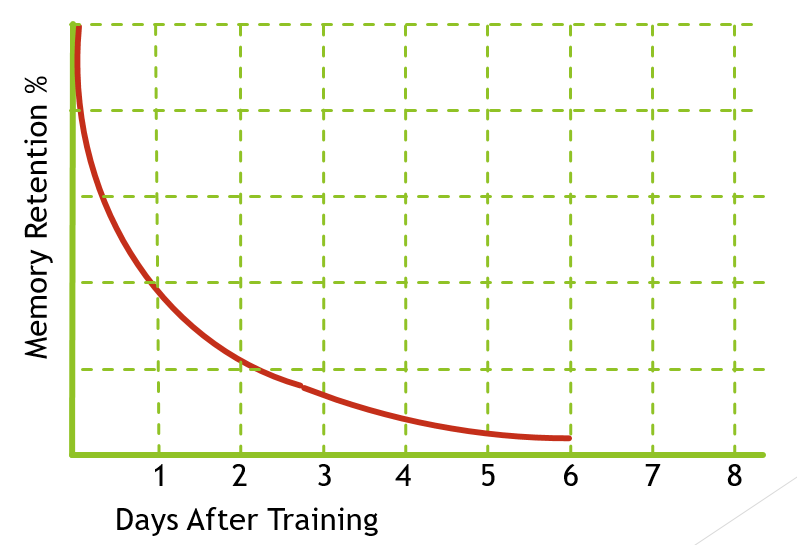 Memory Retention %
1 2 3 4 5 6 7 8
Days After Training